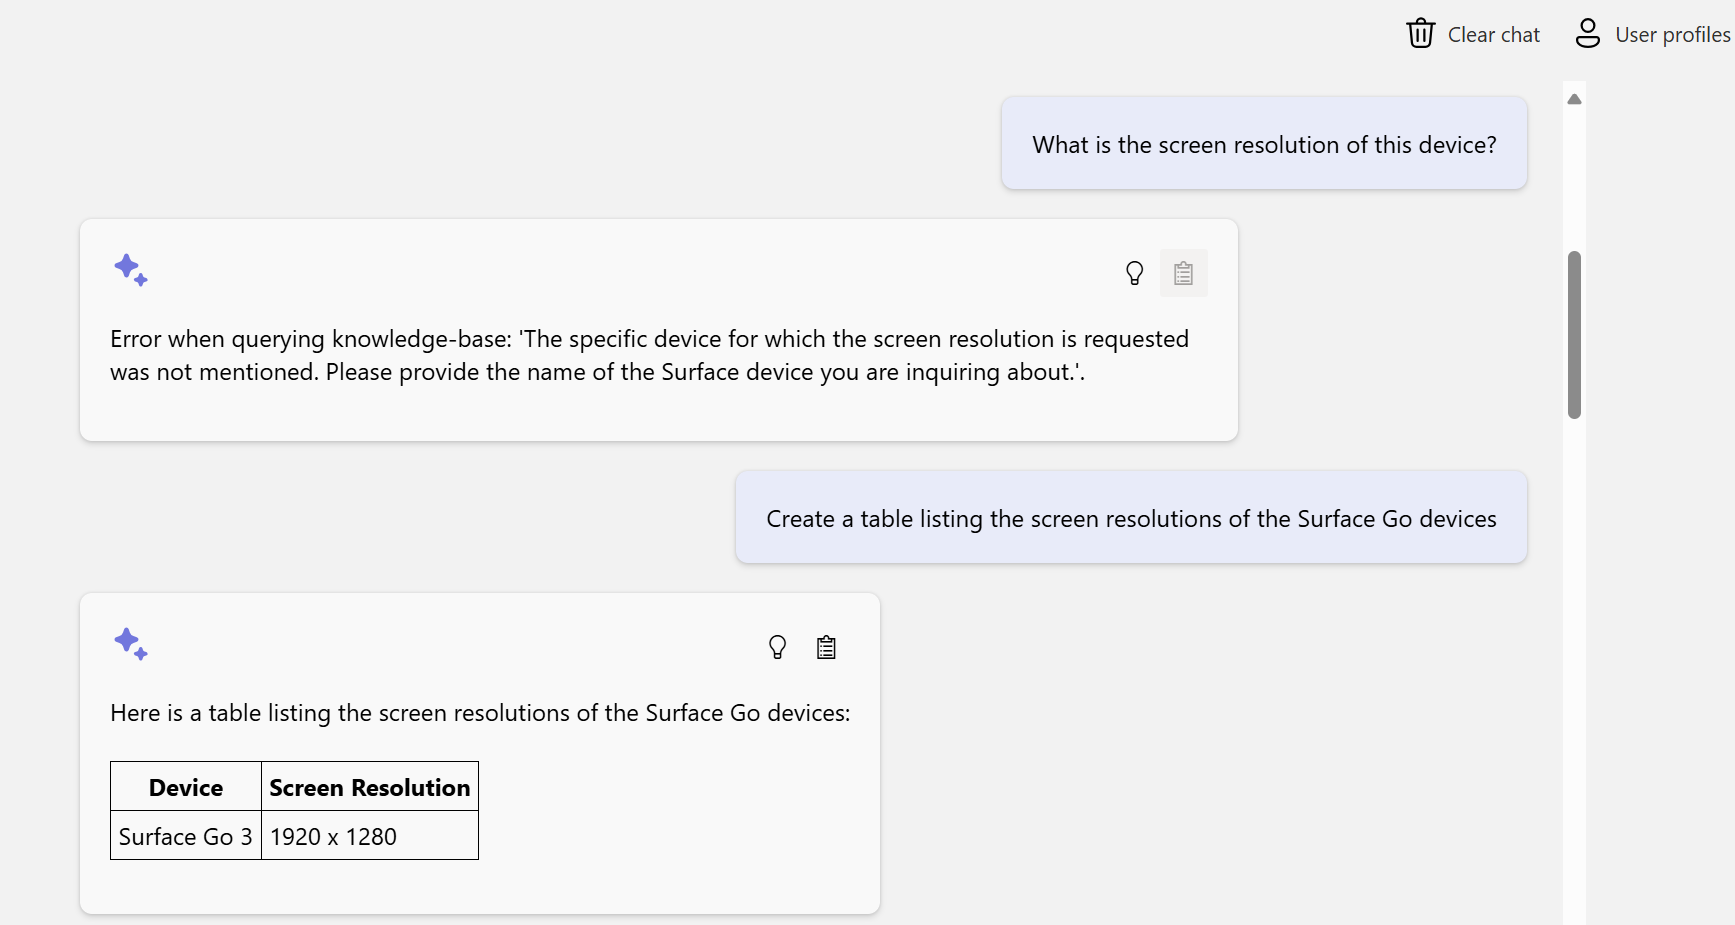 Clear chat
User profiles
What is the screen resolution of this device?
Error when querying knowledge-base: 'The specific device for which the screen resolution is requested
was not mentioned. Please provide the name of the Surface device you are inquiring about.'.
Create a table listing the screen resolutions of the Surface Go devices
Here is a table listing the screen resolutions of the Surface Go devices:
Device Screen Resolution
Surface Go 3 1920 x 1280